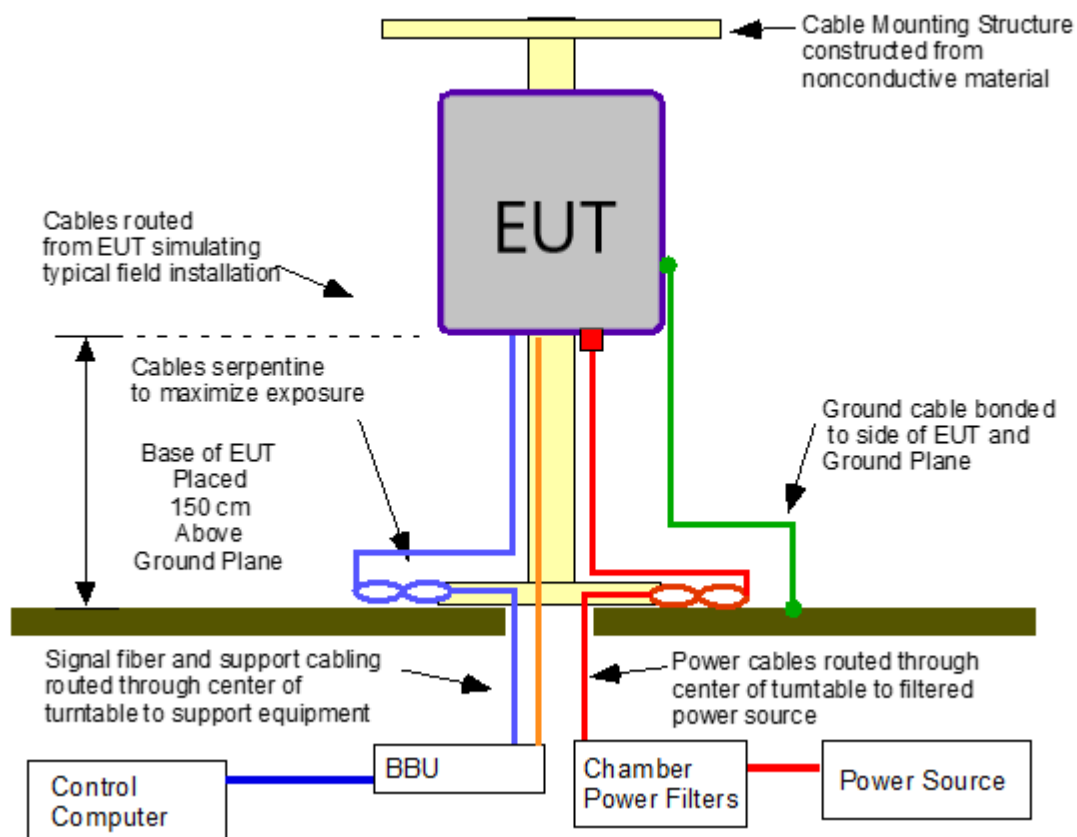 Cable Mounting Structure
constructed from
nonconductive material
EUT
Cables routed
from EUT simulating
typical field installation
Cables serpentine
to maximize exposure
Base of EUT
Placed
150 cm
Above
Ground Plane
Ground cable bonded
to side of EUT and
Ground Plane
Signal fiber and support cabling
routed through center of
turntable to support equipment
Power cables routed through
center of turntable to filtered
power source
Control
Computer
BBU
Chamber
Power Filters
Power Source